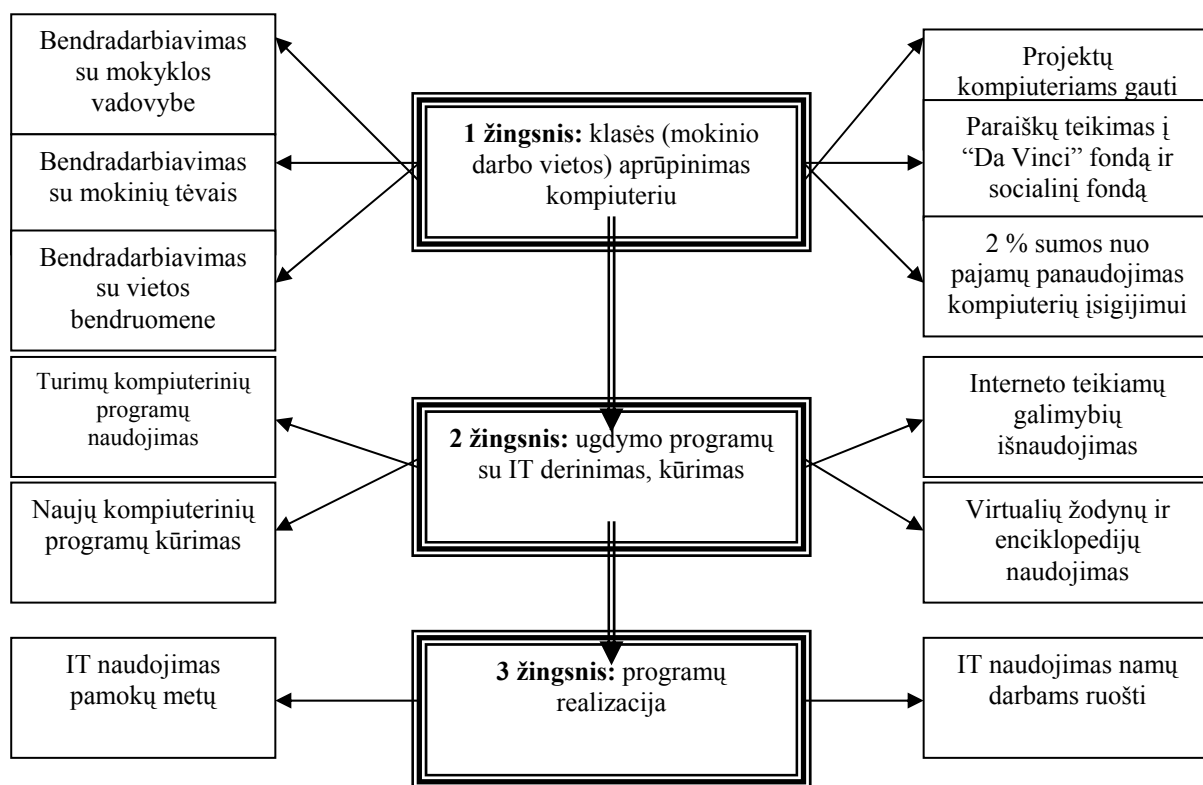 Bendradarbiavimas
su mokyklos
vadovybe
Bendradarbiavimas
su mokinių tėvais
Bendradarbiavimas
su vietos
bendruomene
1 žingsnis: klasės (mokinio
darbo vietos) aprūpinimas
kompiuteriu
Projektų
kompiuteriams gauti
Paraiškų teikimas į
“Da Vinci” fondą ir
socialinį fondą
2 % sumos nuo
pajamų panaudojimas
kompiuterių įsigijimui
Turimų kompiuterinių
programų
naudojimas
Naujų kompiuterinių
programų kūrimas
2 žingsnis: ugdymo programų
su IT derinimas, kūrimas
Interneto teikiamų
galimybių
išnaudojimas
Virtualių žodynų ir
enciklopedijų
naudojimas
IT naudojimas
pamokų metų
3 žingsnis: programų
realizacija
IT naudojimas namų
darbams ruošti